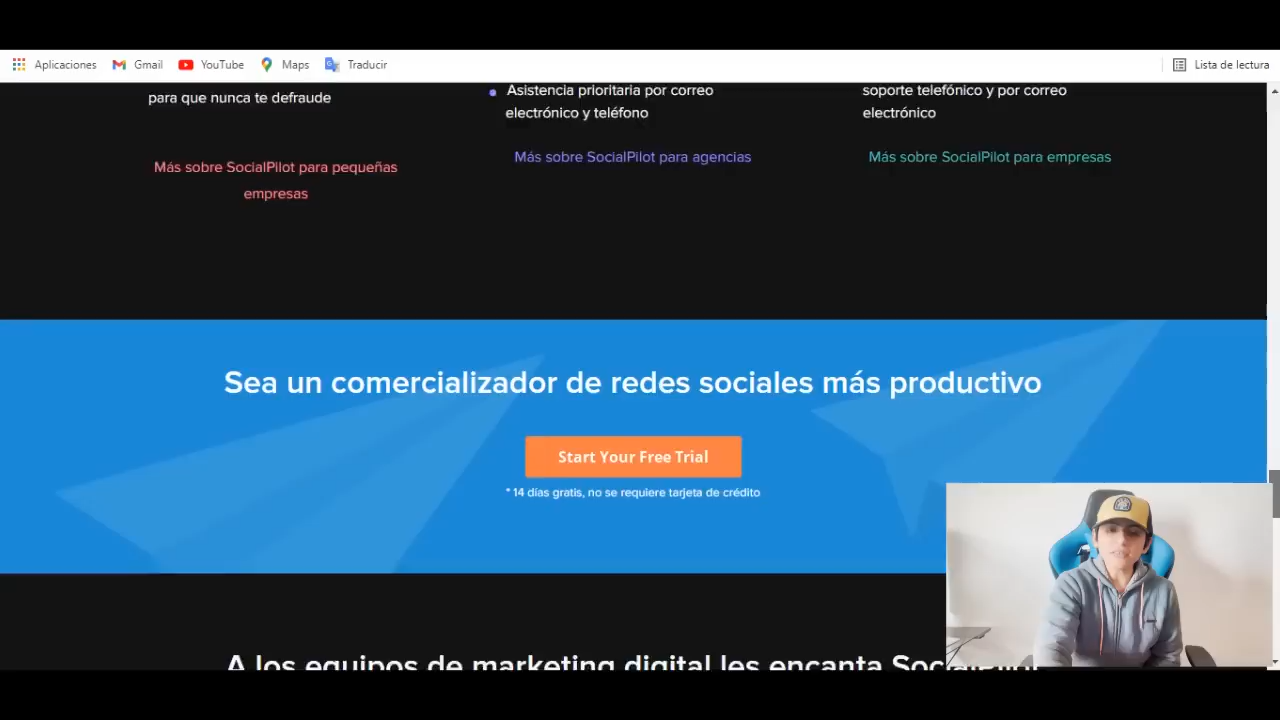 Aplicaciones Gmail YouTube Maps Traducir Lista de lectura
para que nunca te defraude
Más sobre SocialPilot para pequeñas
empresas
Asistencia prioritaria por correo
electrónico y teléfono
Más sobre SocialPilot para agencias
soporte telefónico y por correo
electrónico
Más sobre SocialPilot para empresas
Sea un comercializador de redes sociales más productivo
Start Your Free Trial
* 14 días gratis, no se requiere tarjeta de crédito
A los equipos de marketing digital les encanta SocialPilot